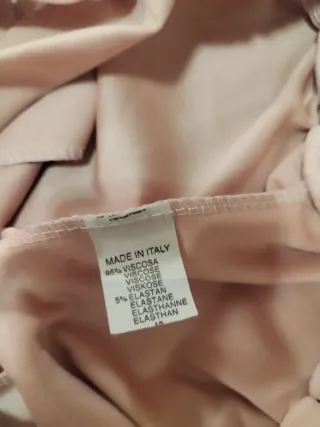 MADE IN ITALY
95% VISCOSA
VISCOSE
VISCOSE
VISKOSE
5% ELASTAN
ELASTANE
ELASTHANNE
ELASTHAN